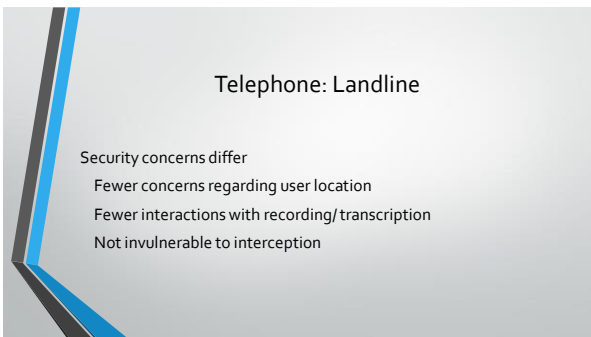 Telephone: Landline
Security concerns differ
Fewer concerns regarding user location
Fewer interactions with recording/ transcription
Not invulnerable to interception